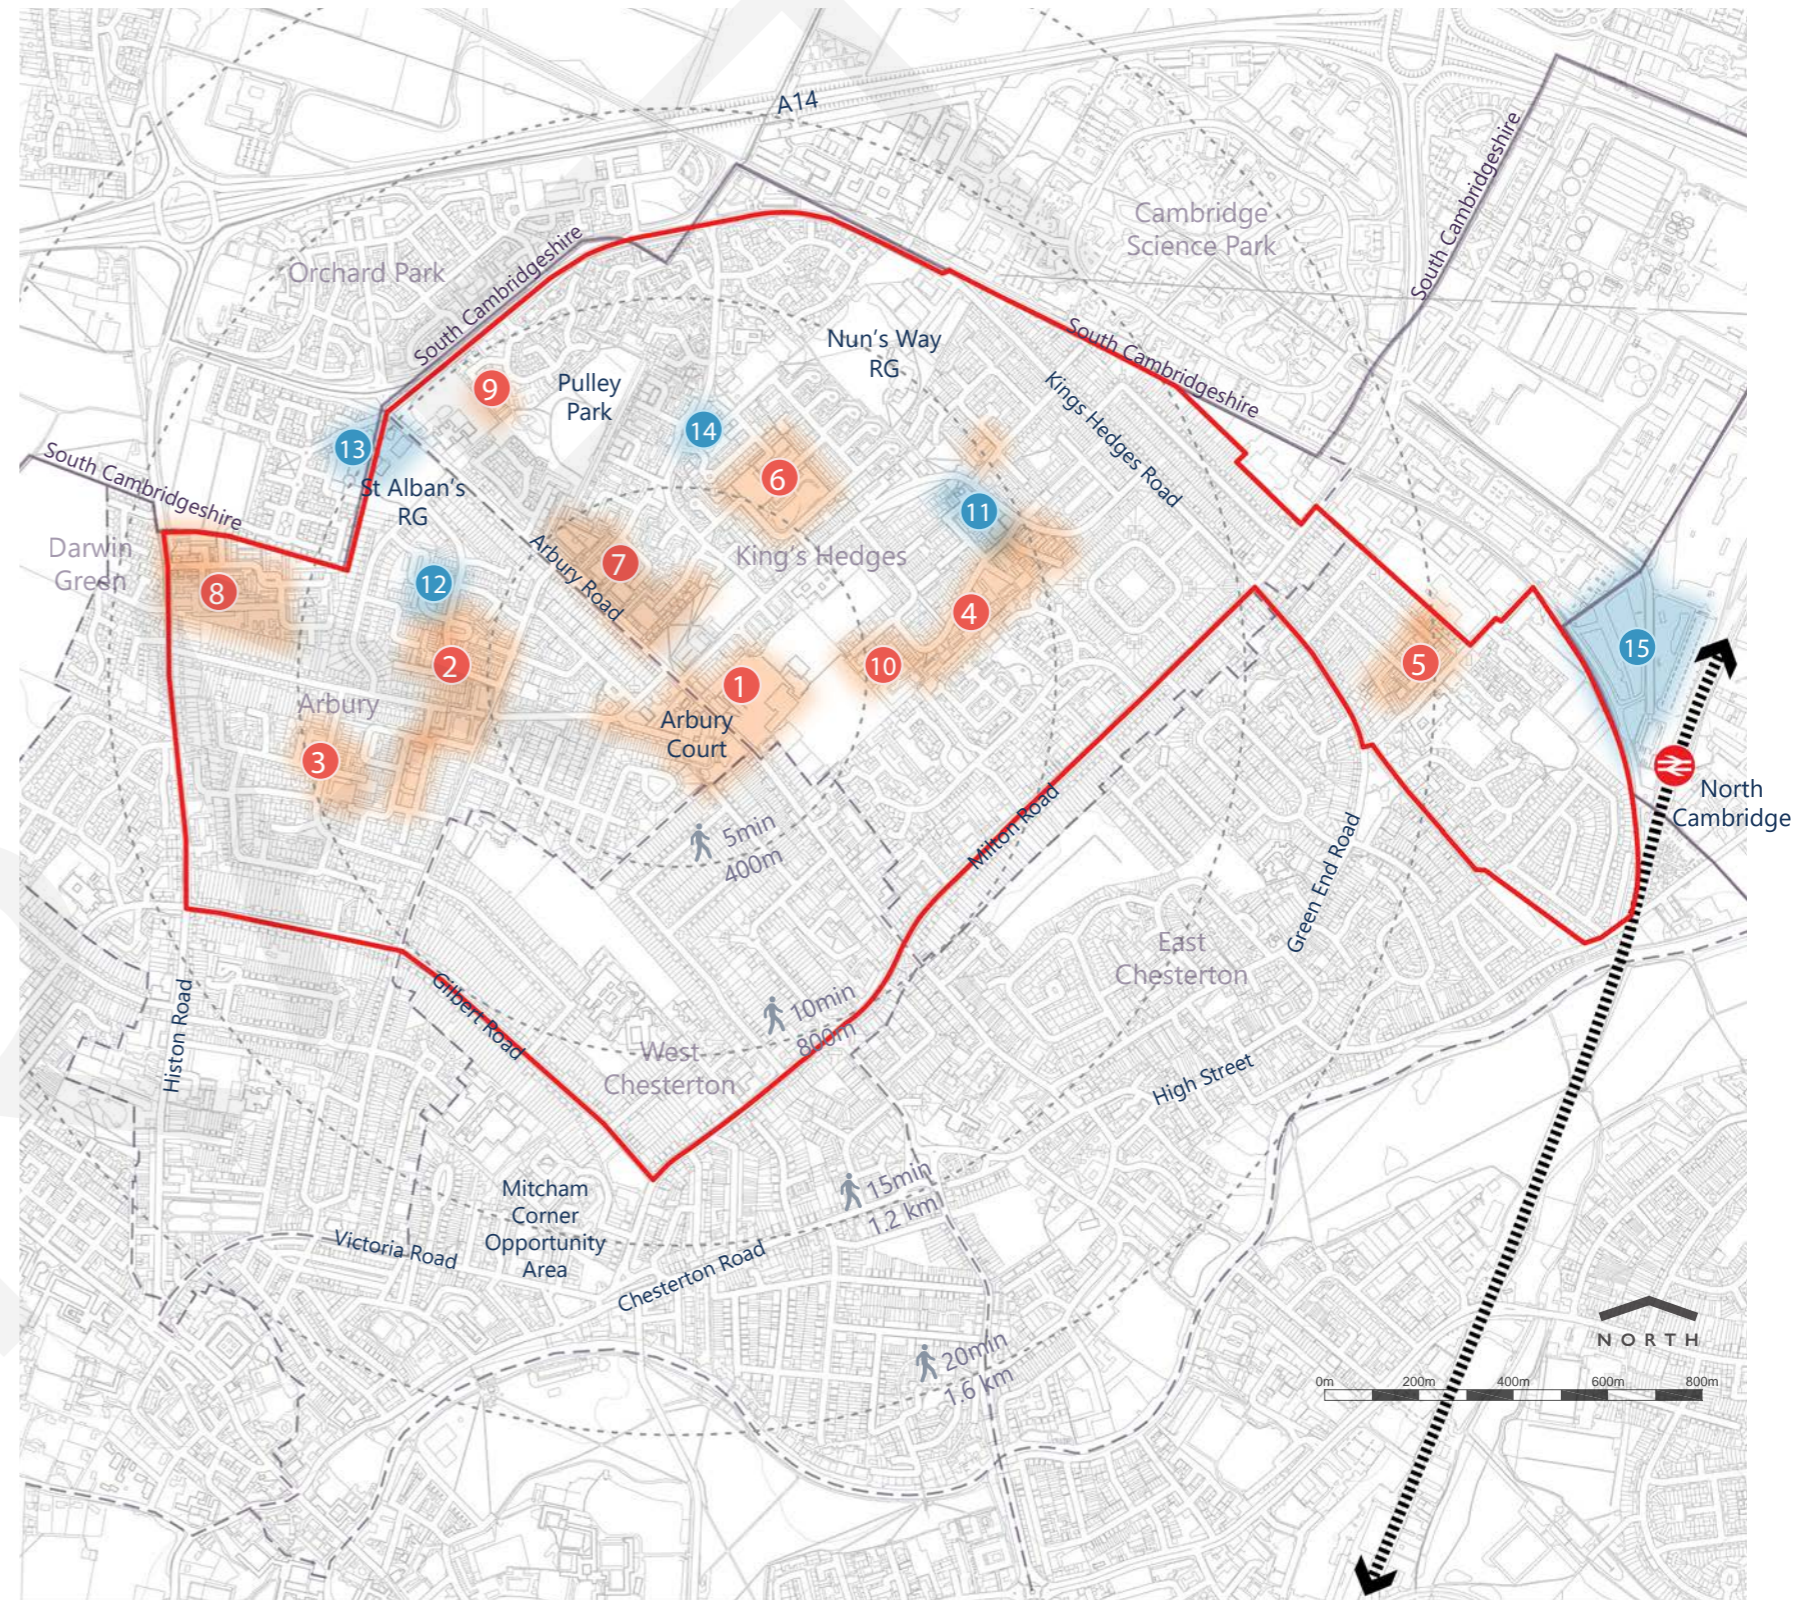 A14
Cambridge
Science Park
South Cambridgeshire
South Cambridgeshire
Orchard Park
South Cambridgeshire
Nun's Way
RG
Pulley
Park
9
Kings Hedges Road
14
13
South Cambridgeshire
St Alban's
RG
6
11
Darwin
Green
Arbury Road
7
King's Hedges
8
12
4
15
2
10
5
1
Arbury
Arbury
Court
3
North
Cambridge
5min
400m
Milton Road
Green End Road
East
Chesterton
Histon Road
Gilbert Road
10min
800m
West
Chesterton
High Street
15min
1.2 km
Mitcham
Corner
Opportunity
Area
Victoria Road
Chesterton Road
20min
1.6 km
NORTH
0m 200m 400m 600m 800m